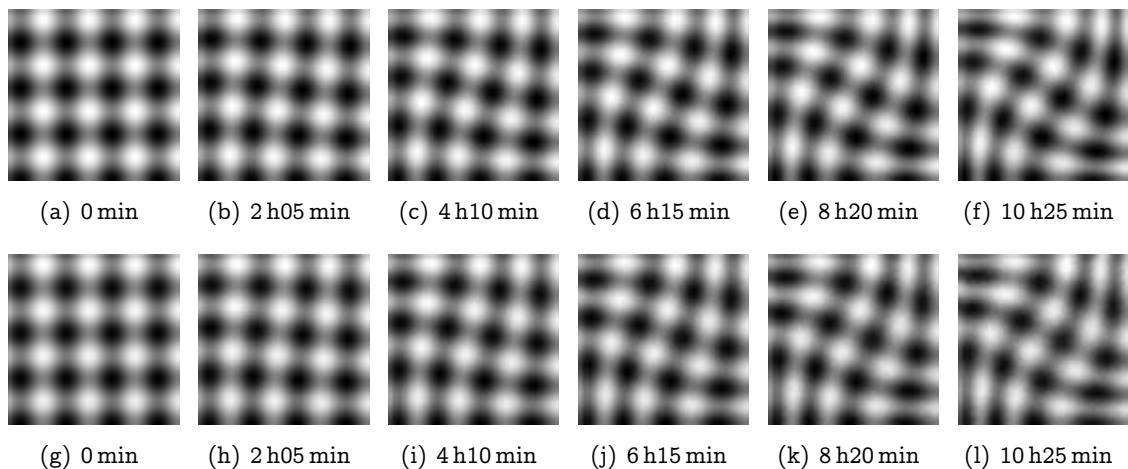 (a) 0 min (b) 2 h05 min (c) 4 h10 min (d) 6 h15 min (e) 8 h20 min (f) 10 h25 min
(g) 0 min (h) 2 h05 min (i) 4 h10 min (j) 6 h15 min (k) 8 h20 min (l) 10 h25 min